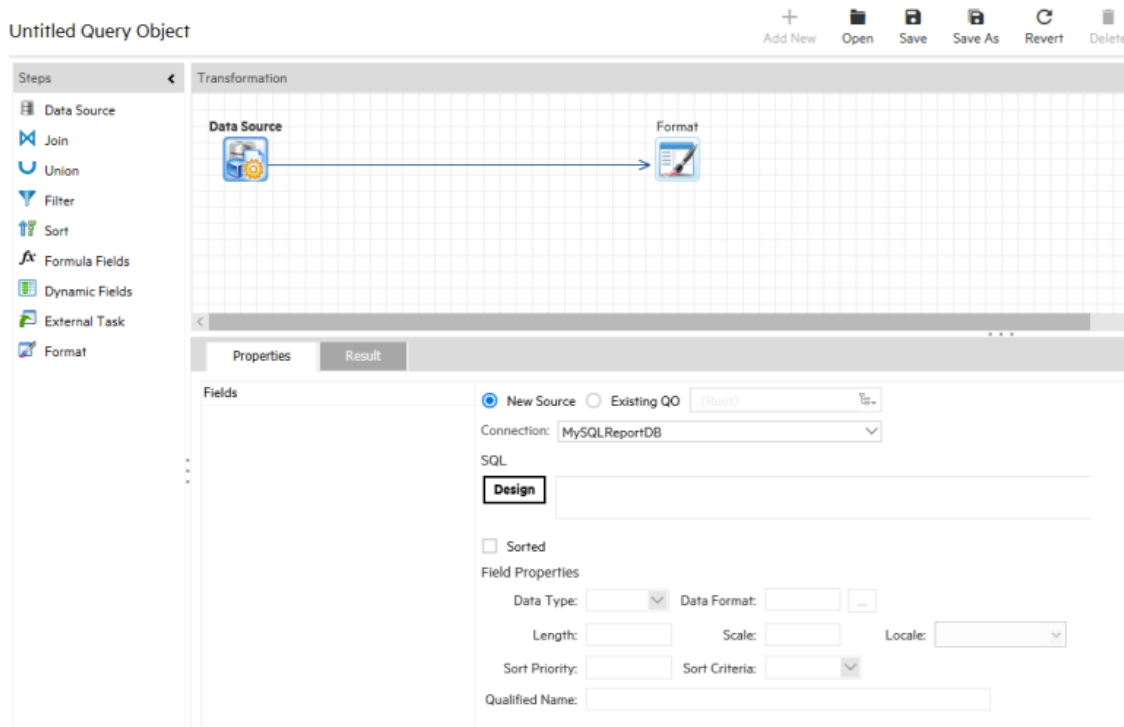 Untitled Query Object
Add New Open Save Save As Revert Delete
Steps
Transformation
Data Source
Join
Union
Filter
Sort
fx Formula Fields
Dynamic Fields
External Task
Format
Data Source
Format
Properties Result
Fields
New Source Existing QO (Root)
Connection: MySQLReportDB
SQL
Design
Sorted
Field Properties
Data Type: Data Format: ...
Length: Scale: Locale:
Sort Priority: Sort Criteria:
Qualified Name: